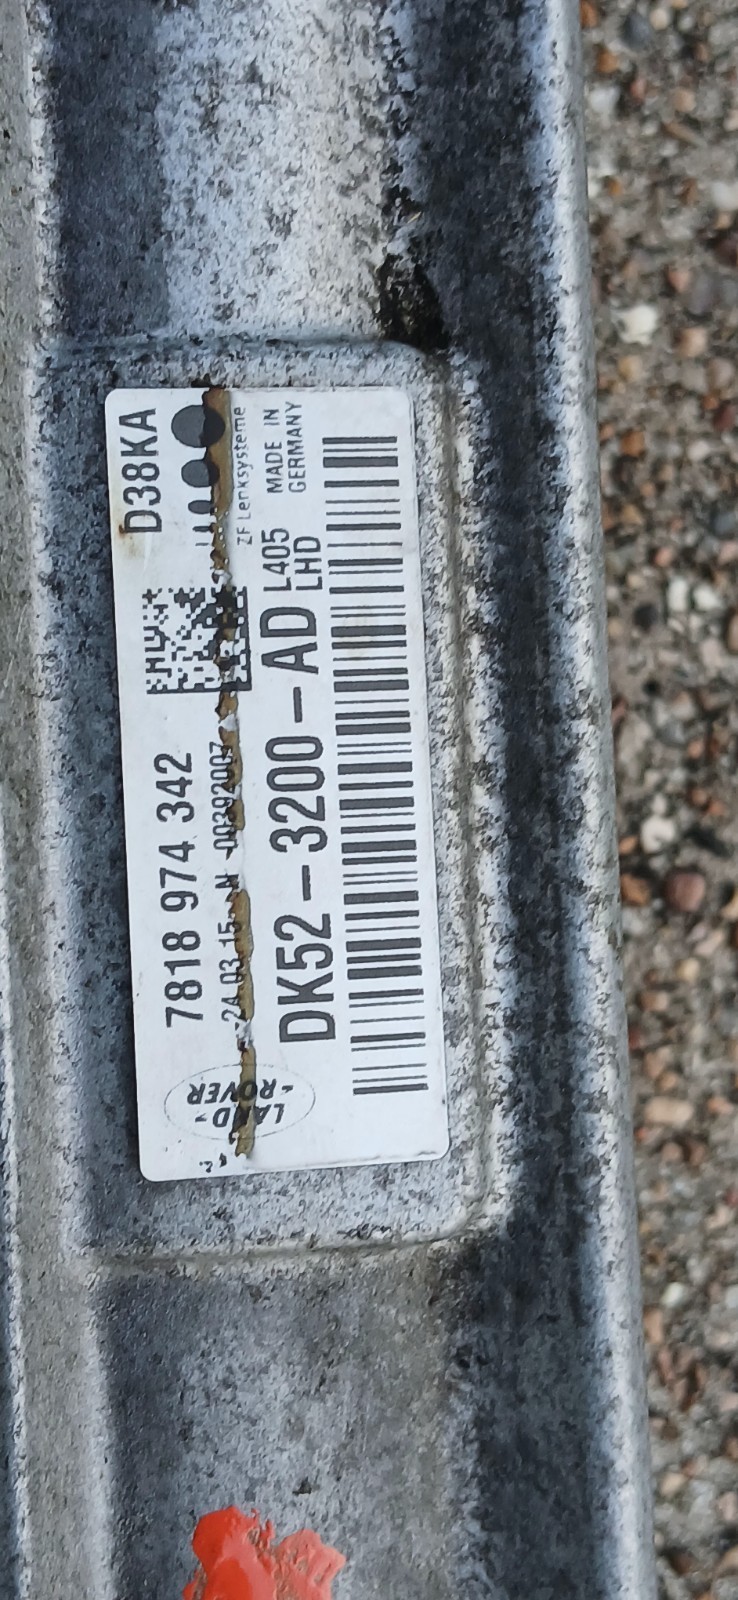 7818 974 342
D38KA
24.03.15 N 00392007
ZF Lenksysteme
LAND
ROVER
DK52-3200-AD
L405
LHD
MADE IN
GERMANY